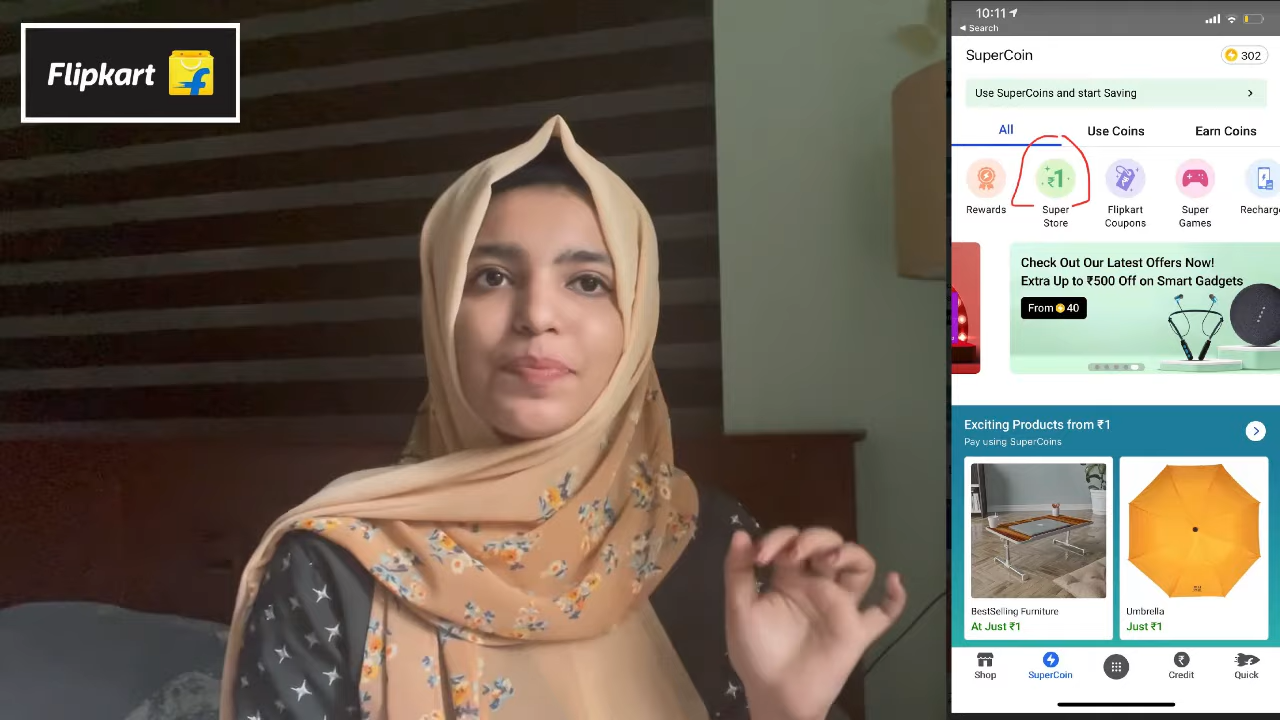 Flipkart
10:11
Search
SuperCoin
302
Use SuperCoins and start Saving
All
Use Coins
Earn Coins
₹1
Rewards
Super
Store
Flipkart
Coupons
Super
Games
Recharg
Check Out Our Latest Offers Now!
Extra Up to ₹500 Off on Smart Gadgets
From 40
Exciting Products from ₹1
Pay using SuperCoins
BestSelling Furniture
At Just ₹1
Umbrella
Just ₹1
Shop
SuperCoin
Credit
Quick